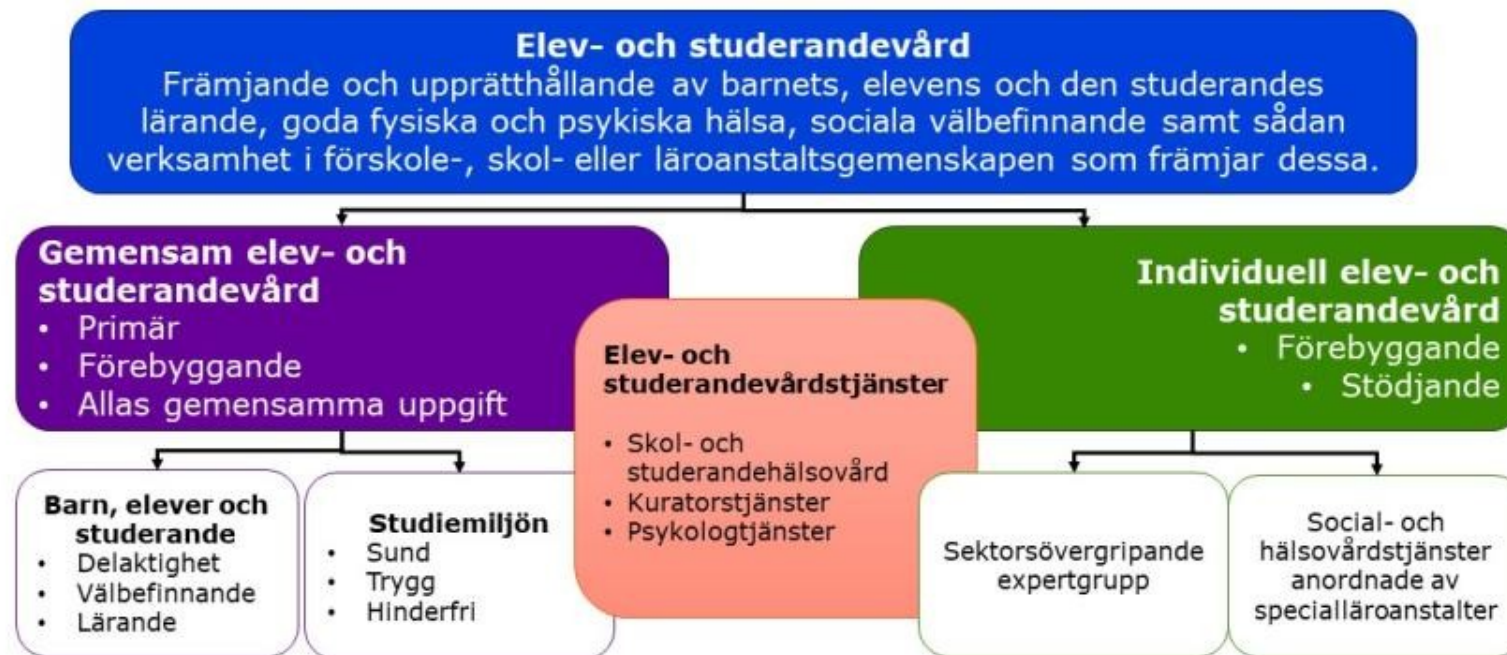 Elev- och studerandevård
Främjande och upprätthållande av barnets, elevens och den studerandes
lärande, goda fysiska och psykiska hälsa, sociala välbefinnande samt sådan
verksamhet i förskole-, skol- eller läroanstaltsgemenskapen som främjar dessa.
Gemensam elev- och
studerandevård
• Primär
• Förebyggande
• Allas gemensamma uppgift
Elev- och
studerandevårdstjänster
• Skol- och
studerandehälsovård
• Kuratorstjänster
• Psykologtjänster
Individuell elev- och
studerandevård
• Förebyggande
• Stödjande
Barn, elever och
studerande
• Delaktighet
• Välbefinnande
• Lärande
Studiemiljön
• Sund
• Trygg
• Hinderfri
Sektorsövergripande
expertgrupp
Social- och
hälsovårdstjänster
anordnade av
specialläroanstalter